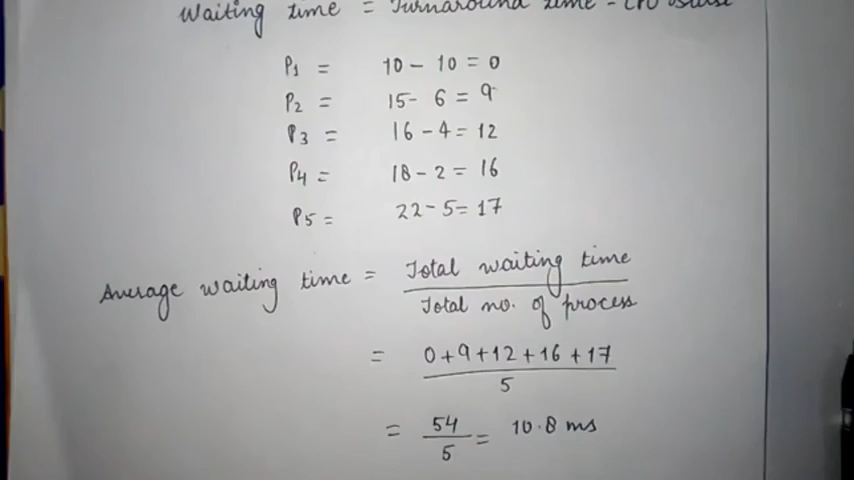 Waiting time = Turnaround time - CPU
P1 = 10 - 10 = 0
P2 = 15 - 6 = 9
P3 = 16 - 4 = 12
P4 = 18 - 2 = 16
P5 = 22 - 5 = 17
Average waiting time = Total waiting time
Total no. of process
= 0+9+12+16+17
5
= 54
5
= 10.8 ms